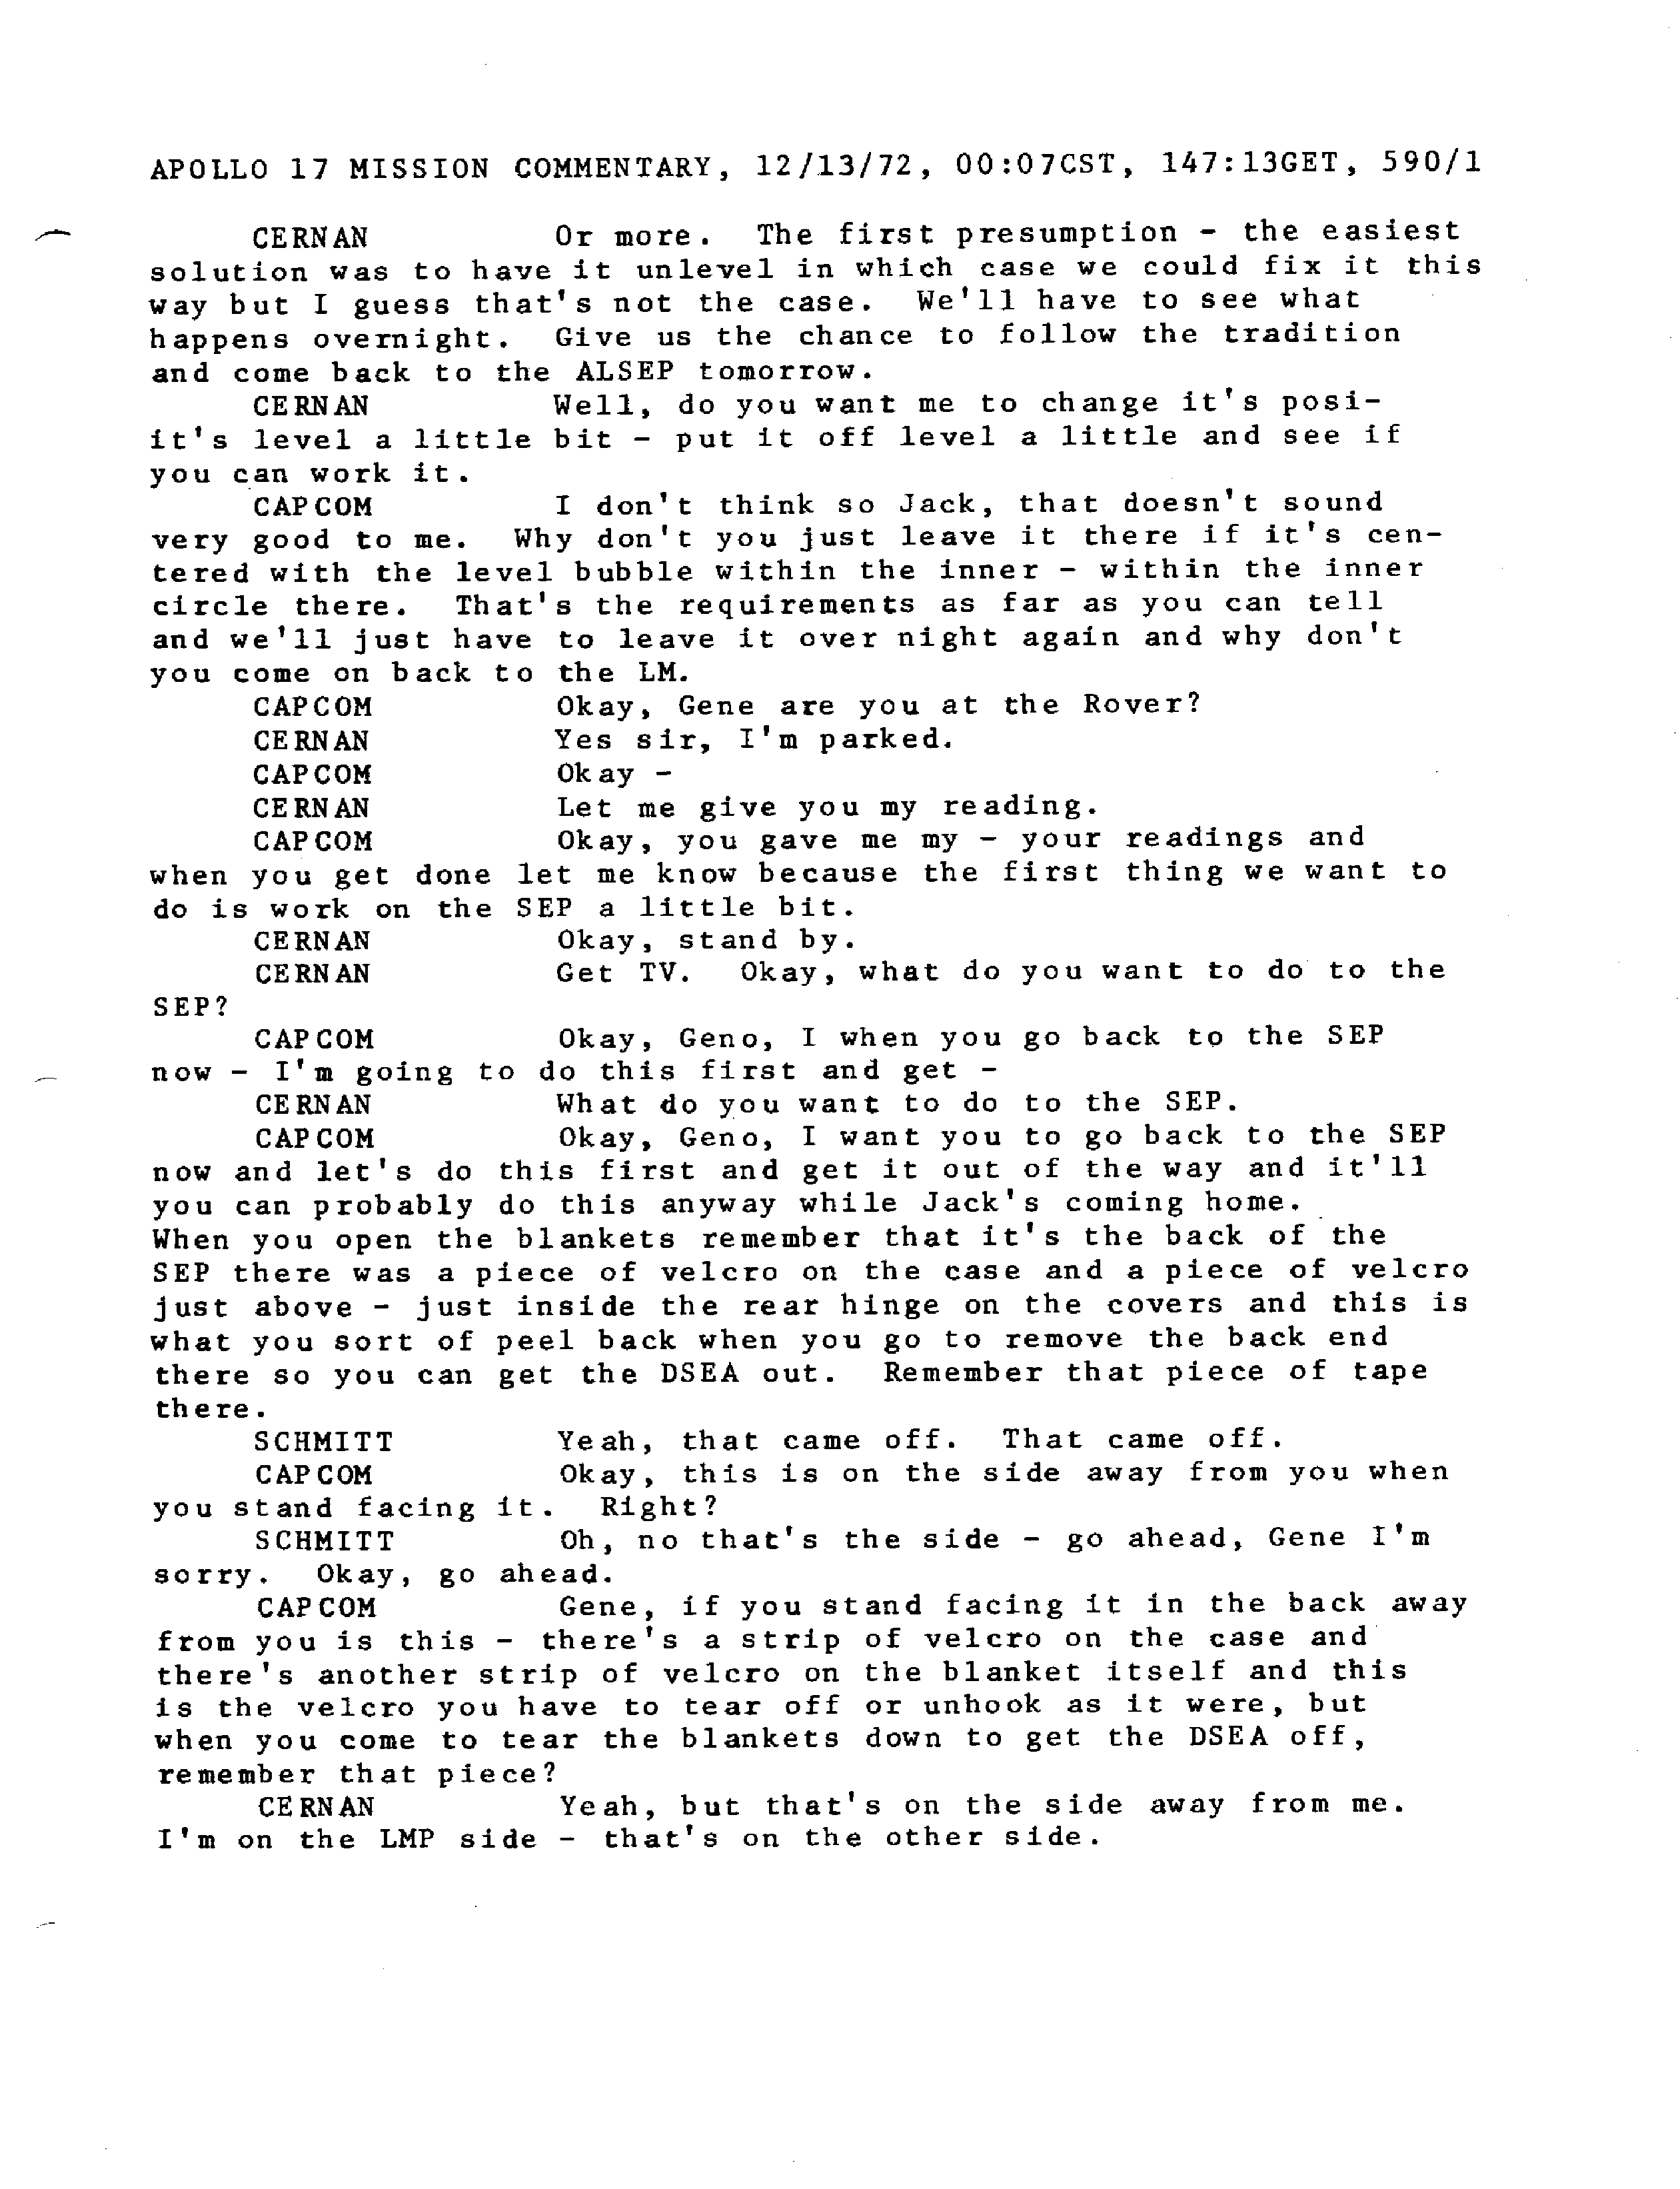 APOLLO 17 MISSION COMMENTARY, 12/13/72, 00:07CST, 147:13GET, 590/1
CERNAN Or more. The first presumption - the easiest
solution was to have it unlevel in which case we could fix it this
way but I guess that's not the case. We'll have to see what
happens overnight. Give us the chance to follow the tradition
and come back to the ALSEP tomorrow.
CERNAN Well, do you want me to change it's posi-
it's level a little bit - put it off level a little and see if
you can work it.
CAPCOM I don't think so Jack, that doesn't sound
very good to me. Why don't you just leave it there if it's cen-
tered with the level bubble within the inner - within the inner
circle there. That's the requirements as far as you can tell
and we'll just have to leave it over night again and why don't
you come on back to the LM.
CAPCOM Okay, Gene are you at the Rover?
CERNAN Yes sir, I'm parked.
CAPCOM Okay -
CERNAN Let me give you my reading.
CAPCOM Okay, you gave me my - your readings and
when you get done let me know because the first thing we want to
do is work on the SEP a little bit.
CERNAN Okay, stand by.
CERNAN Get TV. Okay, what do you want to do to the
SEP?
CAPCOM Okay, Geno, I when you go back to the SEP
now - I'm going to do this first and get -
CERNAN What do you want to do to the SEP.
CAPCOM Okay, Geno, I want you to go back to the SEP
now and let's do this first and get it out of the way and it'll
you can probably do this anyway while Jack's coming home.
When you open the blankets remember that it's the back of the
SEP there was a piece of velcro on the case and a piece of velcro
just above - just inside the rear hinge on the covers and this is
what you sort of peel back when you go to remove the back end
there so you can get the DSEA out. Remember that piece of tape
there.
SCHMITT Yeah, that came off. That came off.
CAPCOM Okay, this is on the side away from you when
you stand facing it. Right?
SCHMITT Oh, no that's the side - go ahead, Gene I'm
sorry. Okay, go ahead.
CAPCOM Gene, if you stand facing it in the back away
from you is this - there's a strip of velcro on the case and
there's another strip of velcro on the blanket itself and this
is the velcro you have to tear off or unhook as it were, but
when you come to tear the blankets down to get the DSEA off,
remember that piece?
CERNAN Yeah, but that's on the side away from me.
I'm on the LMP side - that's on the other side.